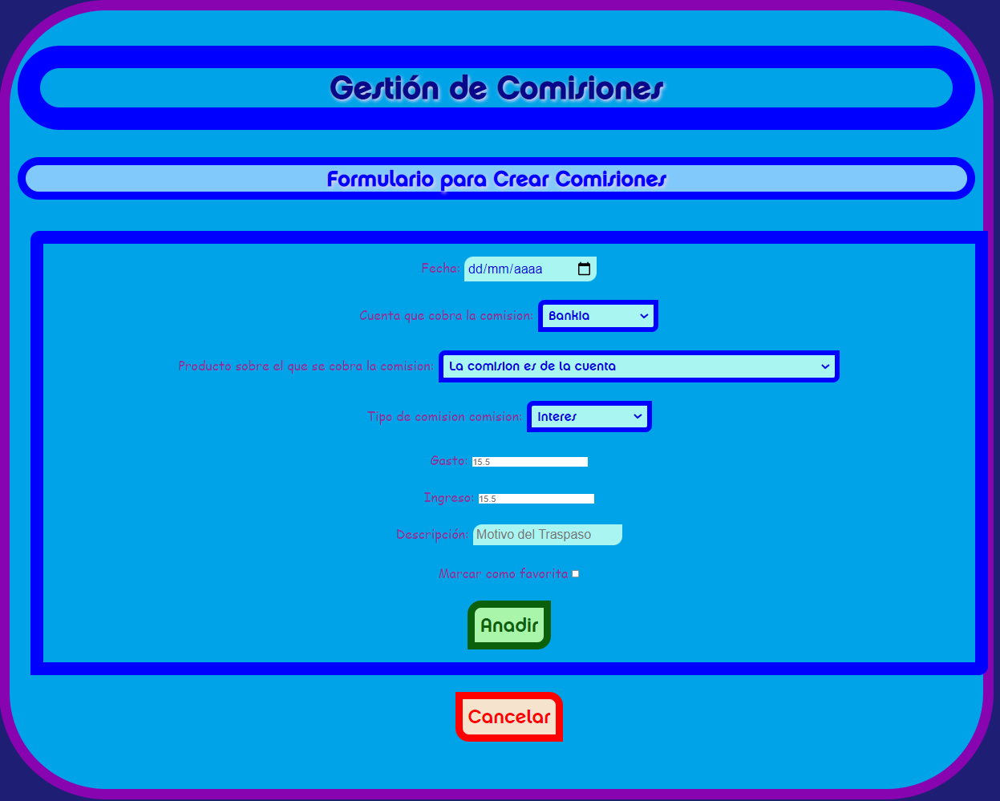 Gestión de Comisiones
Formulario para Crear Comisiones
Fecha: dd/mm/aaaa
Cuenta que cobra la comision: Bankia
Producto sobre el que se cobra la comision: La comision es de la cuenta
Tipo de comision comision: Interes
Gasto: 15.5
Ingreso: 15.5
Descripción: Motivo del Traspaso
Marcar como favorita
Anadir
Cancelar